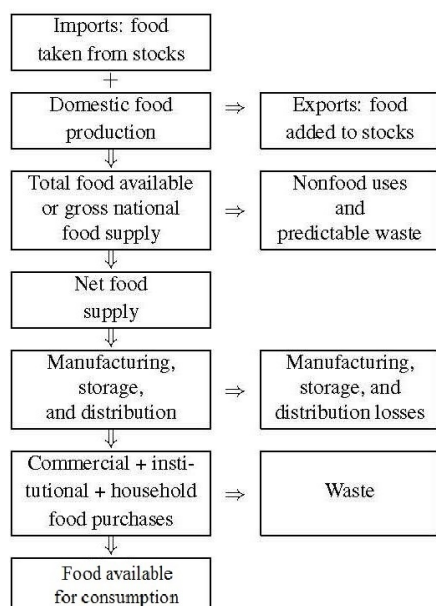 Imports: food
taken from stocks
+
Domestic food
production
⇒
Exports: food
added to stocks
⇓
Total food available
or gross national
food supply
⇒
Nonfood uses
and
predictable waste
⇓
Net food
supply
⇓
Manufacturing,
storage,
and distribution
⇒
Manufacturing,
storage, and
distribution losses
⇓
Commercial + insti-
tutional + household
food purchases
⇒
Waste
⇓
Food available
for consumption